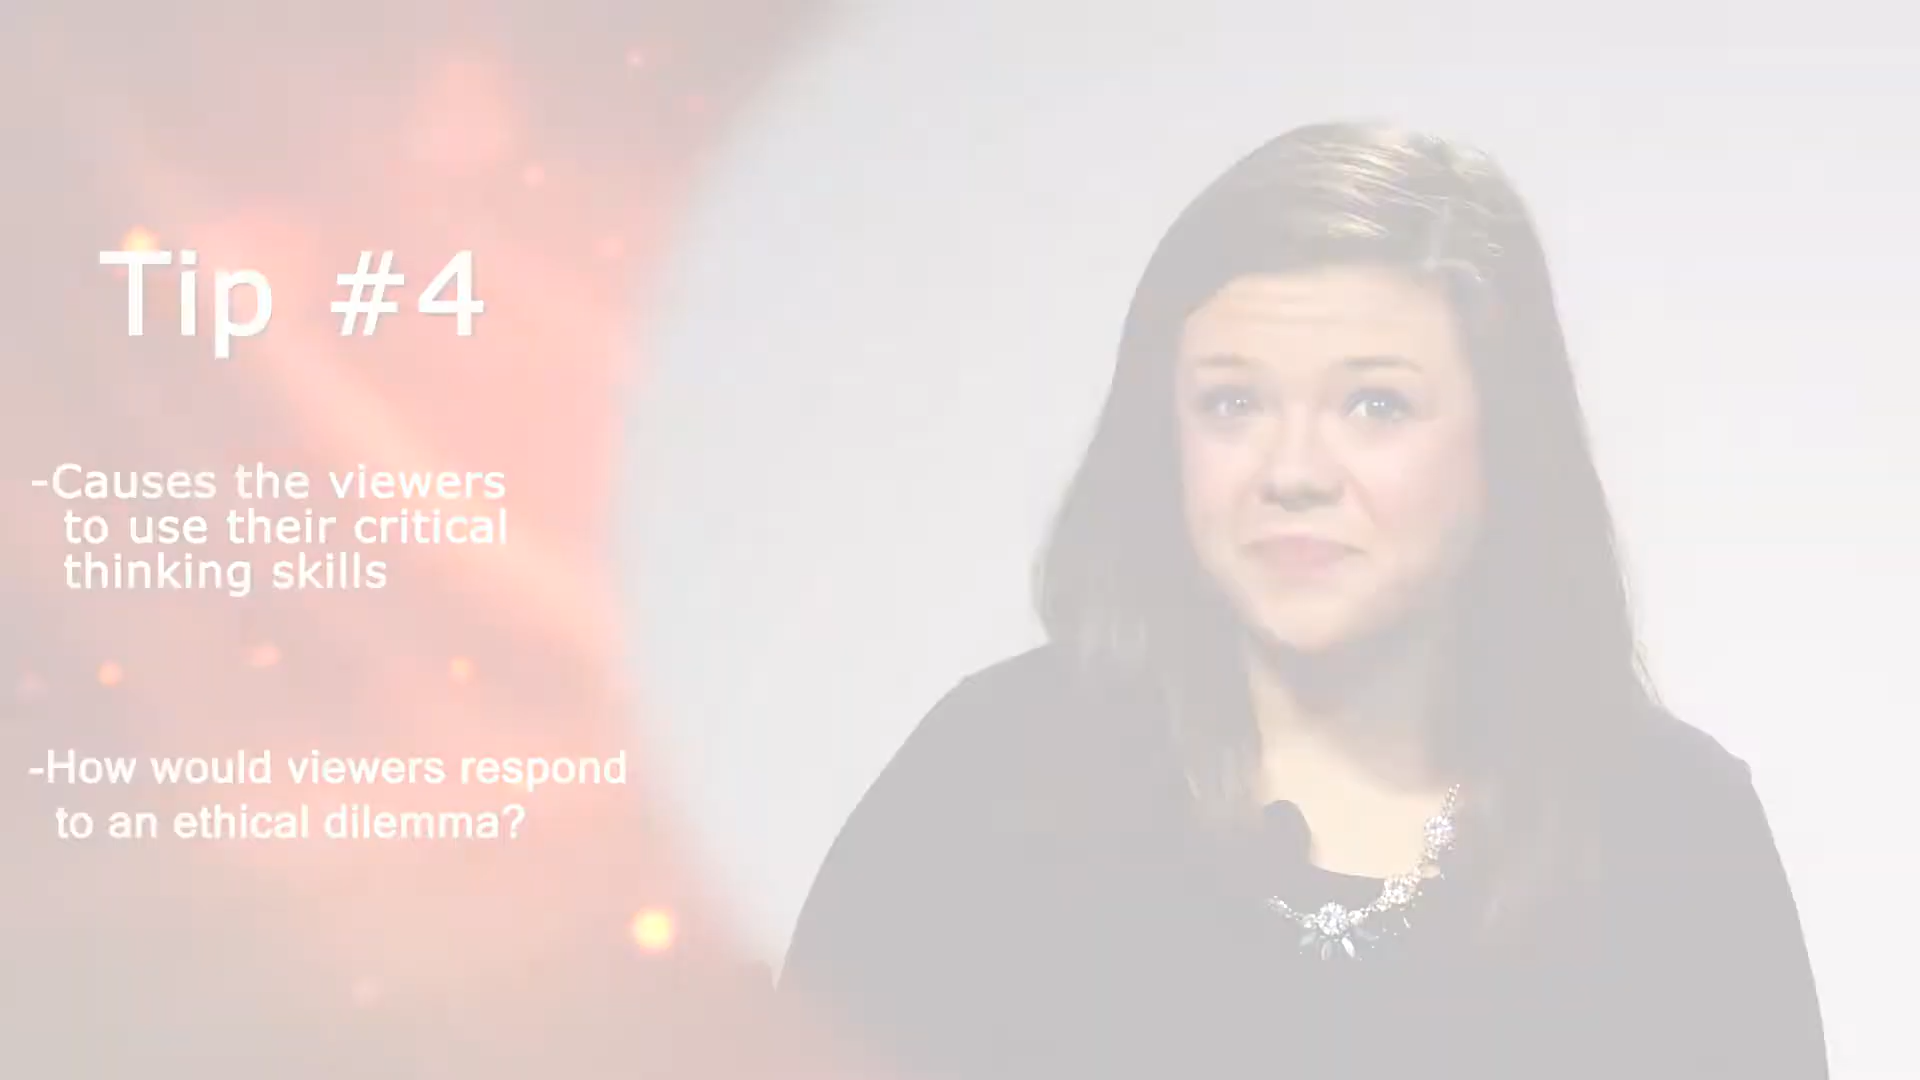 Tip #4
-Causes the viewers
to use their critical
thinking skills
-How would viewers respond
to an ethical dilemma?